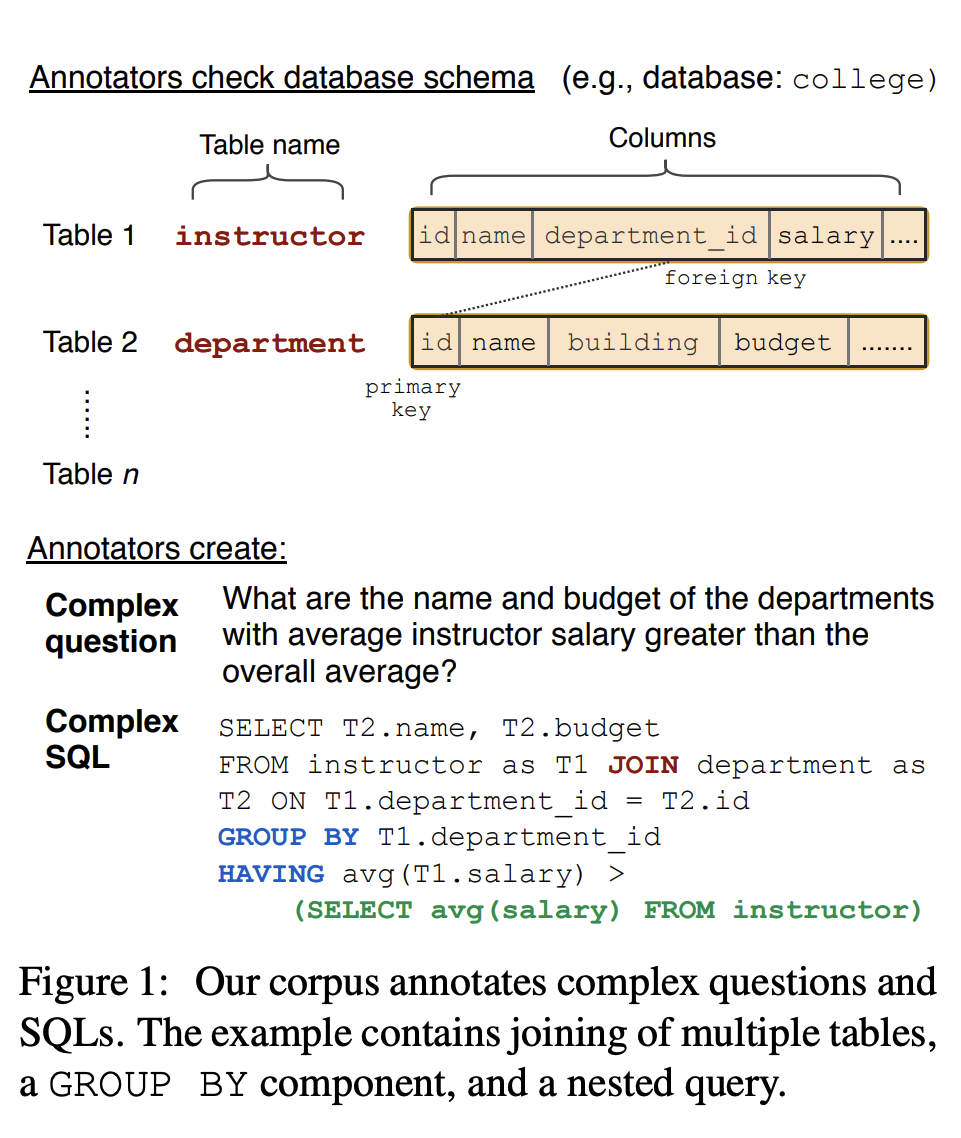 Annotators check database schema (e.g., database: college)
Table name
Columns
Table 1 instructor id name department_id salary ....
foreign key
Table 2 department id name building budget .......
primary
key
Table n
Annotators create:
Complex
question
What are the name and budget of the departments
with average instructor salary greater than the
overall average?
Complex
SQL
SELECT T2.name, T2.budget
FROM instructor as T1 JOIN department as
T2 ON T1.department_id = T2.id
GROUP BY T1.department_id
HAVING avg(T1.salary) >
(SELECT avg(salary) FROM instructor)
Figure 1: Our corpus annotates complex questions and
SQLs. The example contains joining of multiple tables,
a GROUP BY component, and a nested query.